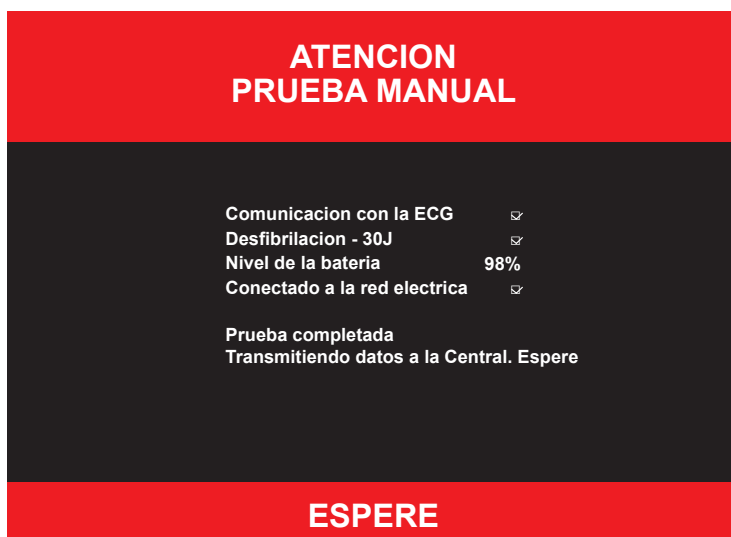 ATENCION
PRUEBA MANUAL
Comunicacion con la ECG ☑
Desfibrilacion - 30J ☑
Nivel de la bateria 98%
Conectado a la red electrica ☑
Prueba completada
Transmitiendo datos a la Central. Espere
ESPERE